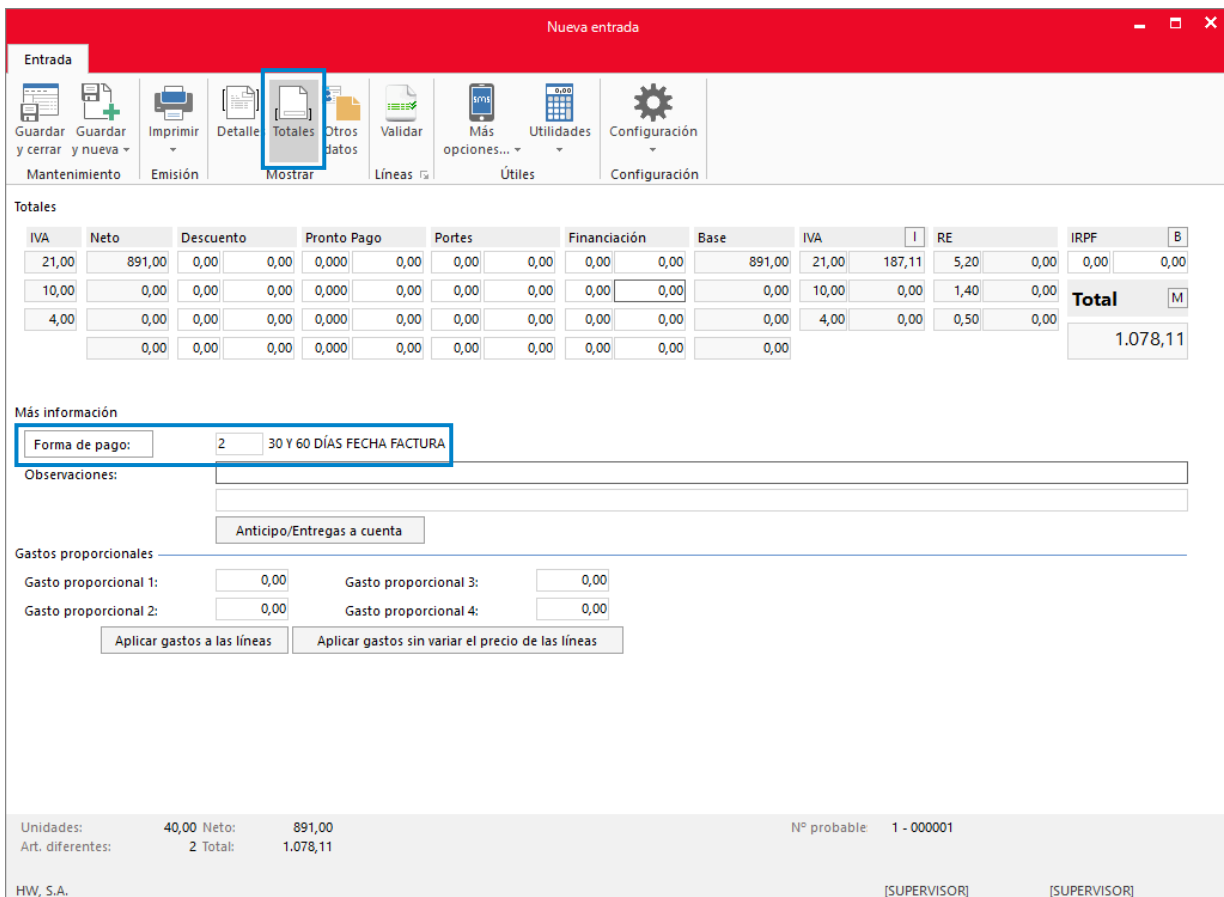 Nueva entrada
Entrada
Guardar y cerrar
Guardar y nueva
Imprimir
Detalle
Totales
Otros datos
Validar
sms
Más opciones...
0,00
Utilidades
Configuración
Mantenimiento Emisión Mostrar Líneas Útiles Configuración
Totales
IVA Neto Descuento Pronto Pago Portes Financiación Base IVA I RE IRPF B
21,00 891,00 0,00 0,00 0,000 0,00 0,00 0,00 0,00 0,00 891,00 21,00 187,11 5,20 0,00 0,00 0,00
10,00 0,00 0,00 0,00 0,000 0,00 0,00 0,00 0,00 0,00 0,00 10,00 0,00 1,40 0,00 Total M
4,00 0,00 0,00 0,00 0,000 0,00 0,00 0,00 0,00 0,00 0,00 4,00 0,00 0,50 0,00
0,00 0,00 0,00 0,000 0,00 0,00 0,00 0,00 0,00 0,00 1.078,11
Más información
Forma de pago: 2 30 Y 60 DÍAS FECHA FACTURA
Observaciones:
Anticipo/Entregas a cuenta
Gastos proporcionales
Gasto proporcional 1: 0,00 Gasto proporcional 3: 0,00
Gasto proporcional 2: 0,00 Gasto proporcional 4: 0,00
Aplicar gastos a las líneas Aplicar gastos sin variar el precio de las líneas
Unidades: 40,00 Neto: 891,00 Nº probable 1 - 000001
Art. diferentes: 2 Total: 1.078,11
HW, S.A. [SUPERVISOR] [SUPERVISOR]